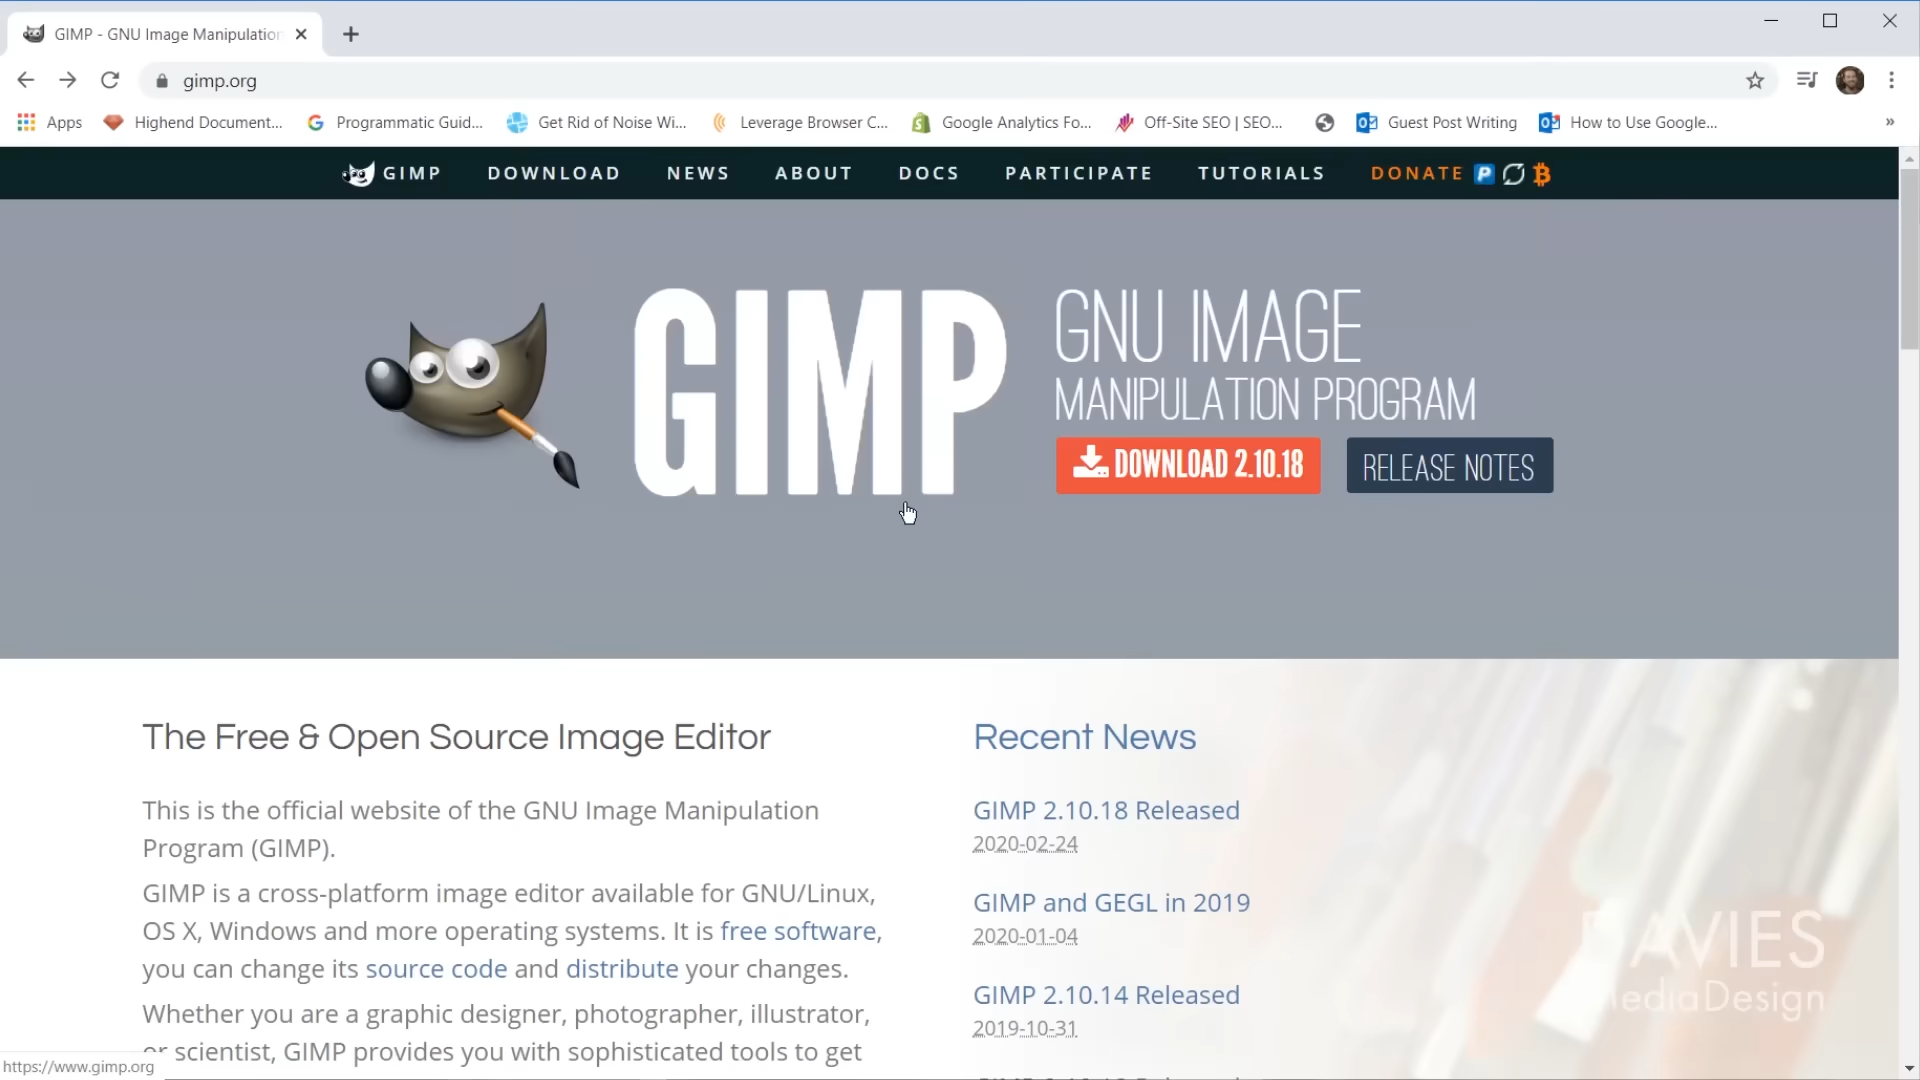 GIMP - GNU Image Manipulation
gimp.org
Apps Highend Document... Programmatic Guid... Get Rid of Noise Wi... Leverage Browser C... Google Analytics Fo... Off-Site SEO | SEO... Guest Post Writing How to Use Google... »
GIMP DOWNLOAD NEWS ABOUT DOCS PARTICIPATE TUTORIALS DONATE
GIMP
GNU IMAGE
MANIPULATION PROGRAM
DOWNLOAD 2.10.18 RELEASE NOTES
The Free & Open Source Image Editor
This is the official website of the GNU Image Manipulation
Program (GIMP).
GIMP is a cross-platform image editor available for GNU/Linux,
OS X, Windows and more operating systems. It is free software,
you can change its source code and distribute your changes.
Whether you are a graphic designer, photographer, illustrator,
or scientist, GIMP provides you with sophisticated tools to get
Recent News
GIMP 2.10.18 Released
2020-02-24
GIMP and GEGL in 2019
2020-01-04
GIMP 2.10.14 Released
2019-10-31
DAVIES
MediaDesign
https://www.gimp.org